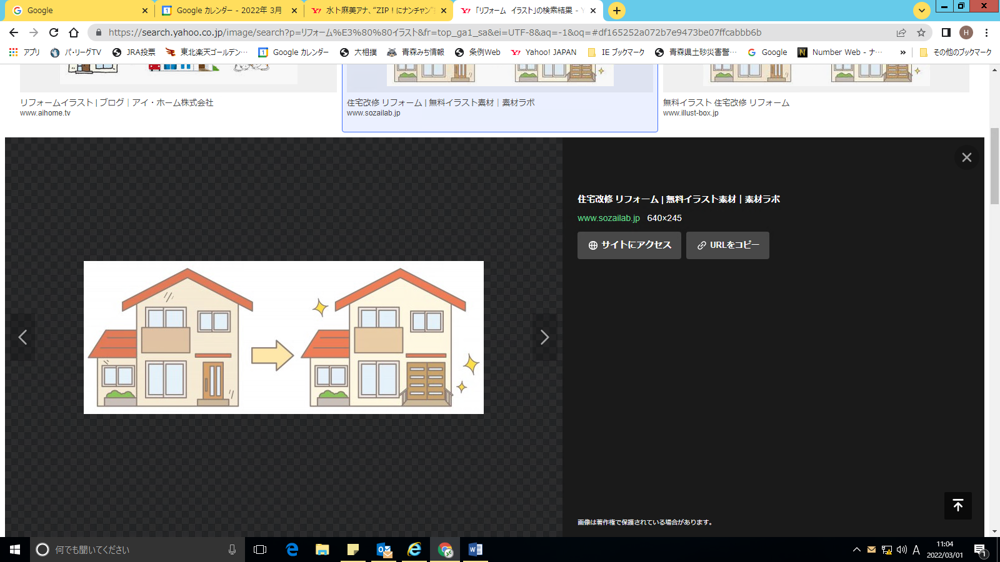 Google
Google カレンダー - 2022年 3月
水卜麻美アナ、“ZIP！にナンチャン”
「リフォーム　イラスト」の検索結果 - Y
https://search.yahoo.co.jp/image/search?p=リフォーム%E3%80%80イラスト&fr=top_ga1_sa&ei=UTF-8&aq=-1&oq=#df165252a072b7e9473be07ffcabbb6b
H
アプリ
パ・リーグTV
JRA投票
東北楽天ゴールデン…
Google カレンダー
大相撲
青森みち情報
条例Web
Yahoo! JAPAN
IE ブックマーク
青森県土砂災害警…
Google
Number Web - ナ…
»
その他のブックマーク
リフォームイラスト | ブログ｜アイ・ホーム株式会社
www.aihome.tv
住宅改修 リフォーム | 無料イラスト素材｜素材ラボ
www.sozailab.jp
無料イラスト 住宅改修 リフォーム
www.illust-box.jp
住宅改修 リフォーム | 無料イラスト素材｜素材ラボ
www.sozailab.jp 640×245
サイトにアクセス
URLをコピー
画像は著作権で保護されている場合があります。
何でも聞いてください
A
11:04
2022/03/01
1